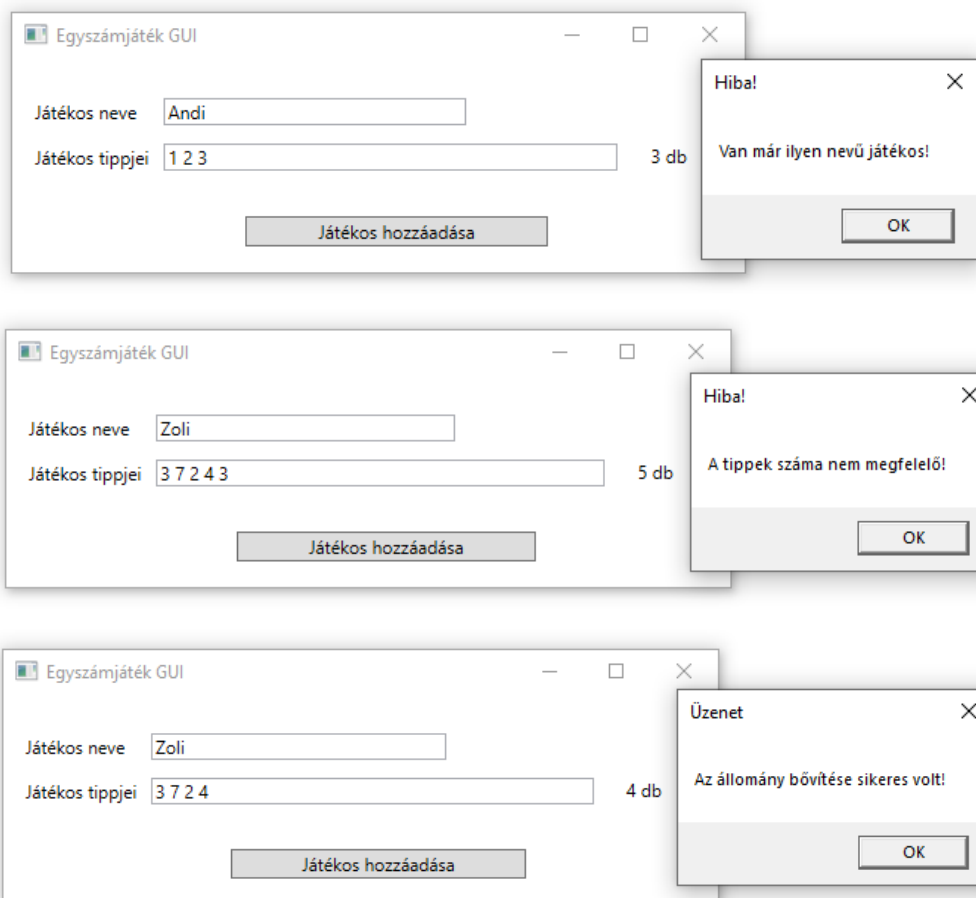 Egyszámjáték GUI
Hiba!
Játékos neve Andi
Van már ilyen nevű játékos!
Játékos tippjei 1 2 3 3 db
OK
Játékos hozzáadása
Egyszámjáték GUI
Hiba!
Játékos neve Zoli
A tippek száma nem megfelelő!
Játékos tippjei 3 7 2 4 3 5 db
OK
Játékos hozzáadása
Egyszámjáték GUI
Üzenet
Játékos neve Zoli
Az állomány bővítése sikeres volt!
Játékos tippjei 3 7 2 4 4 db
OK
Játékos hozzáadása